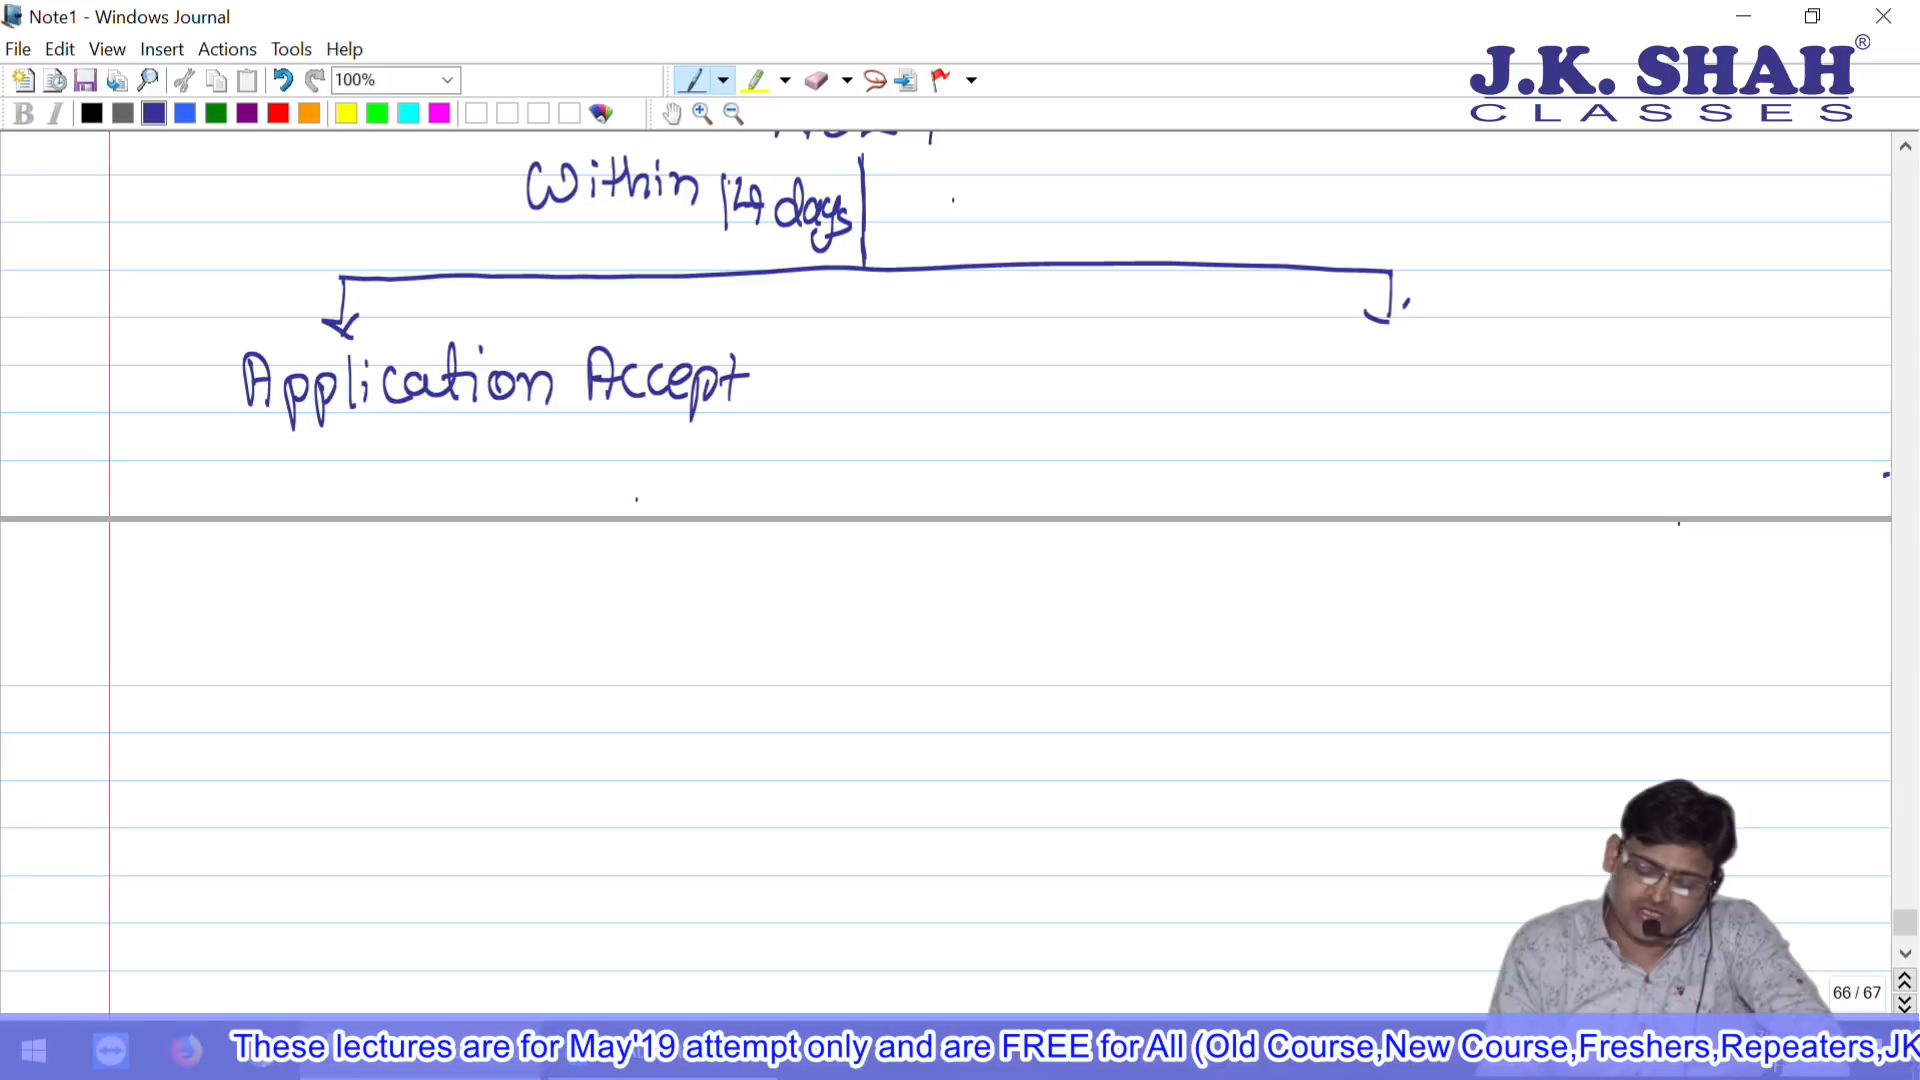 Note1 - Windows Journal
File Edit View Insert Actions Tools Help
100%
B I
J.K. SHAH®
CLASSES
Within 14 days
Application Accept
66 / 67
These lectures are for May'19 attempt only and are FREE for All (Old Course,New Course,Freshers,Repeaters,JK